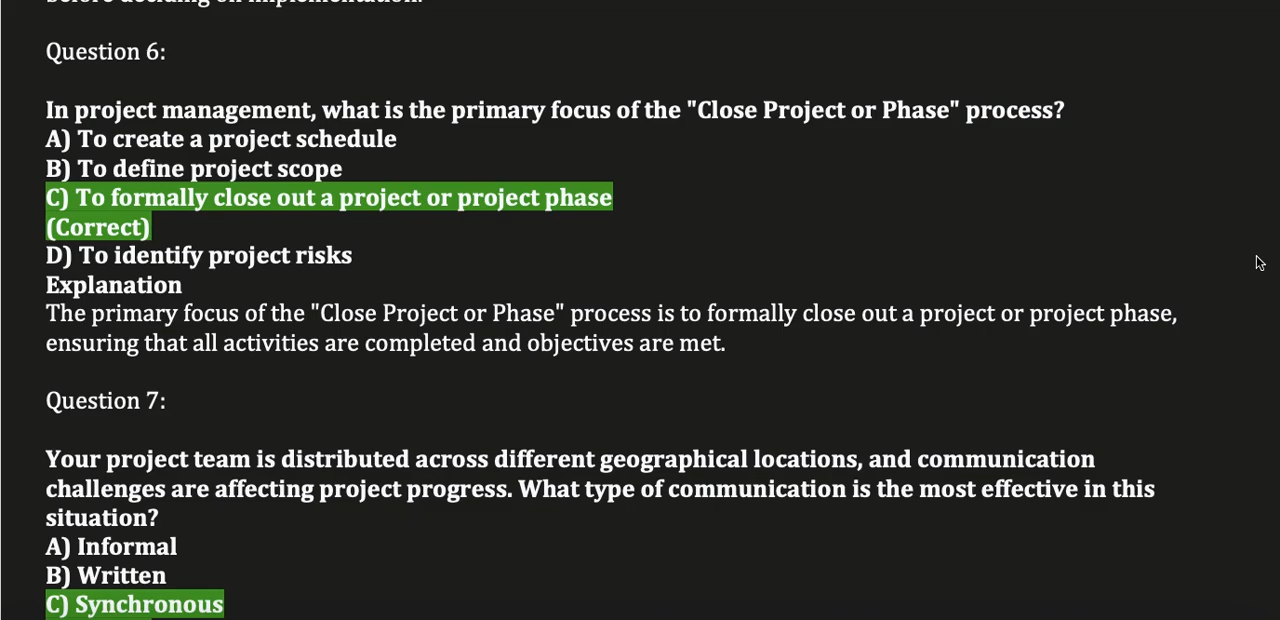 before deciding on implementation.
Question 6:
In project management, what is the primary focus of the "Close Project or Phase" process?
A) To create a project schedule
B) To define project scope
C) To formally close out a project or project phase
(Correct)
D) To identify project risks
Explanation
The primary focus of the "Close Project or Phase" process is to formally close out a project or project phase,
ensuring that all activities are completed and objectives are met.
Question 7:
Your project team is distributed across different geographical locations, and communication
challenges are affecting project progress. What type of communication is the most effective in this
situation?
A) Informal
B) Written
C) Synchronous